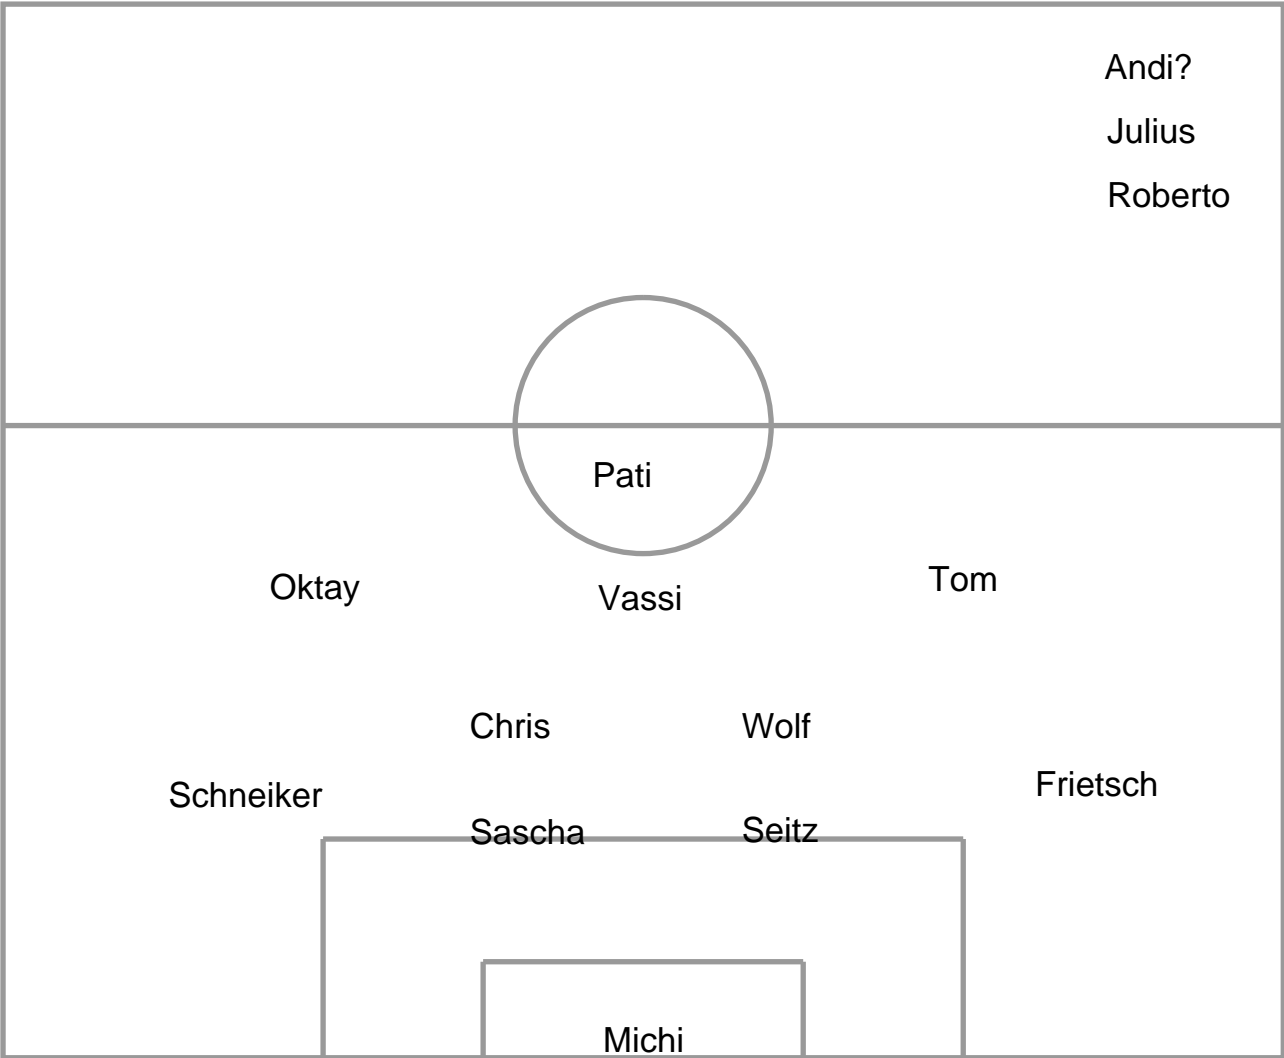 Andi?
Julius
Roberto
Pati
Oktay Vassi Tom
Chris Wolf
Schneiker Frietsch
Sascha Seitz
Michi